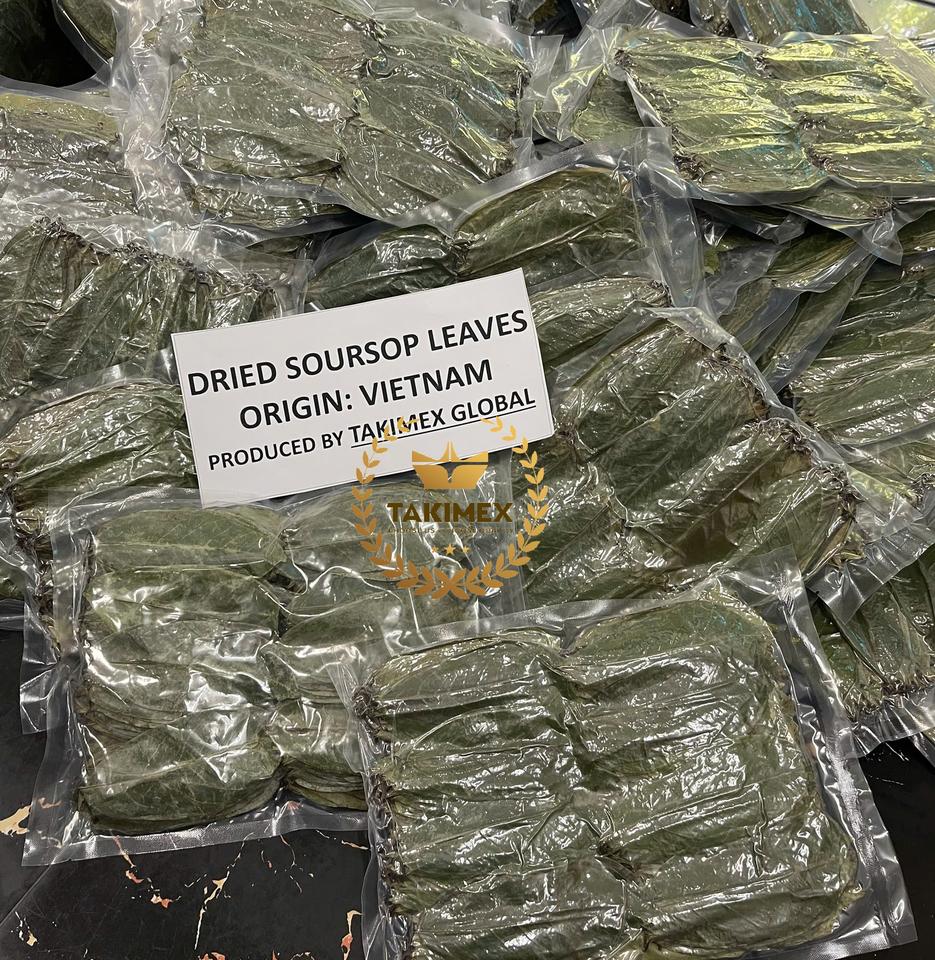 DRIED SOURSOP LEAVES
ORIGIN: VIETNAM
PRODUCED BY TAKIMEX GLOBAL
TAKIMEX